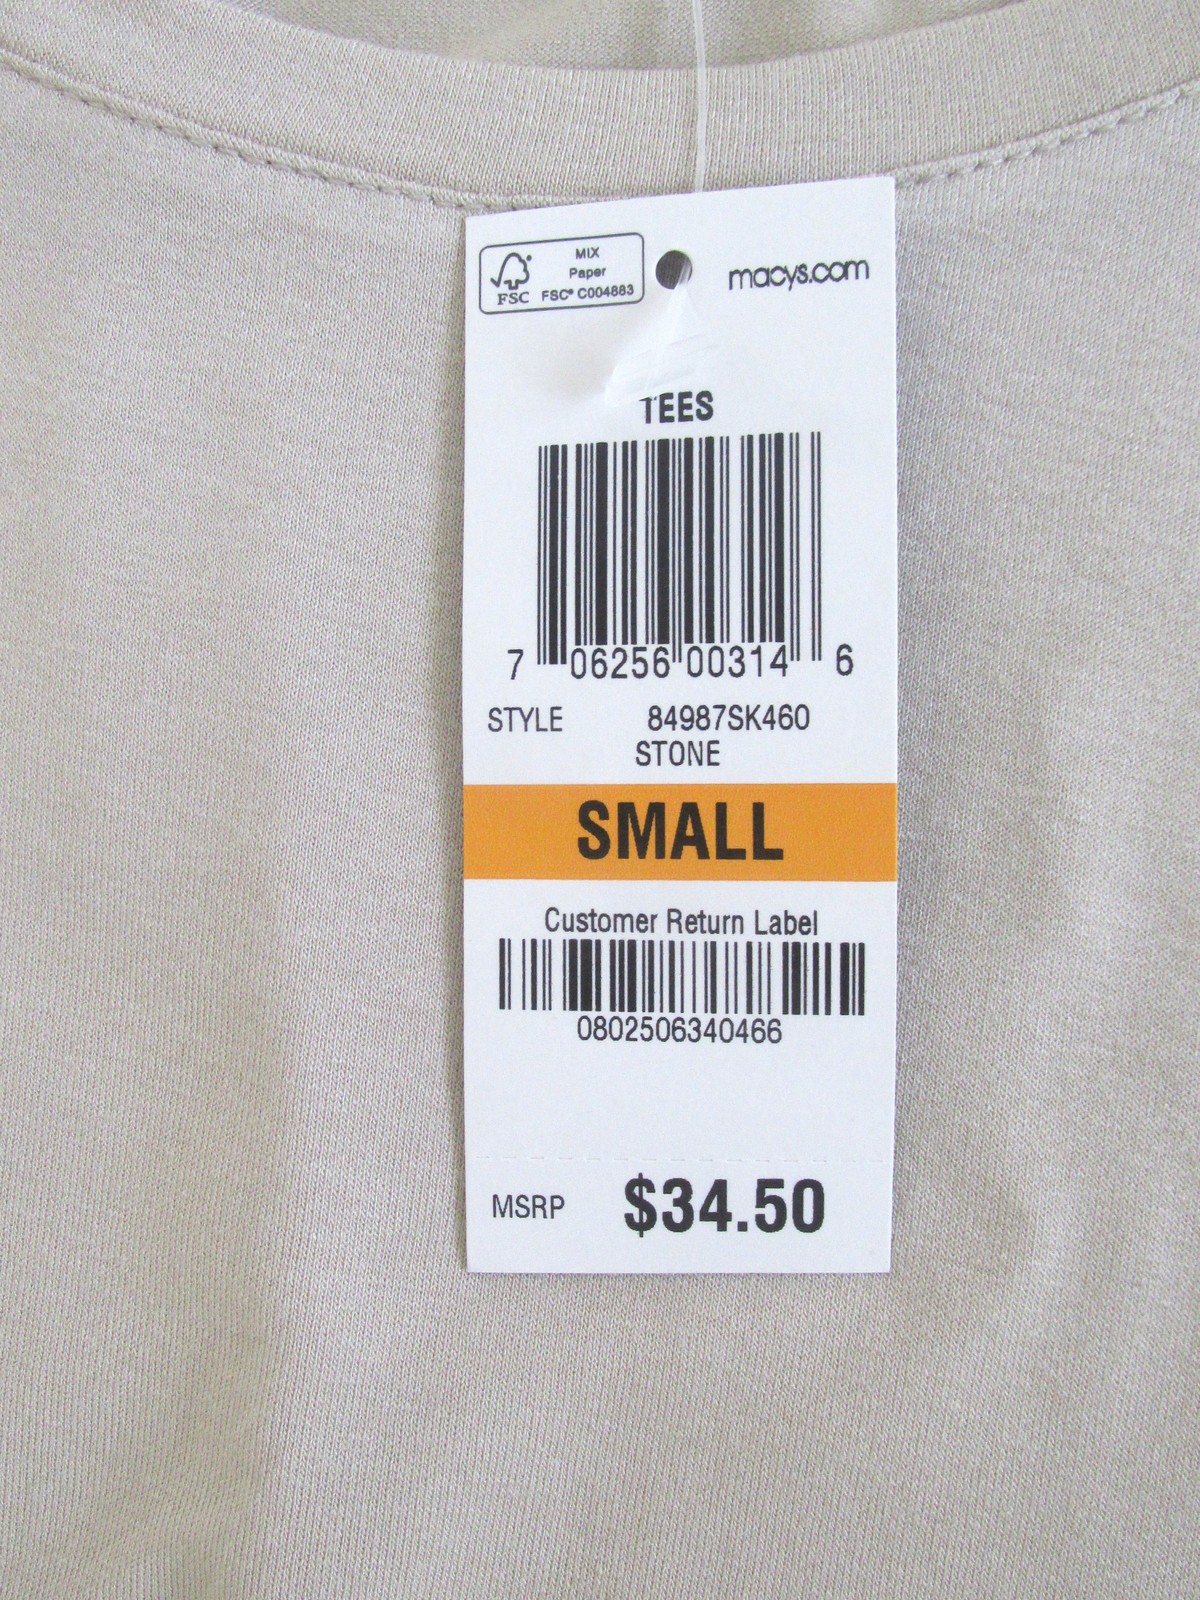 MIX
Paper
FSC
FSC® C004883
macys.com
TEES
7 06256 00314 6
STYLE 84987SK460
STONE
SMALL
Customer Return Label
0802506340466
MSRP $34.50